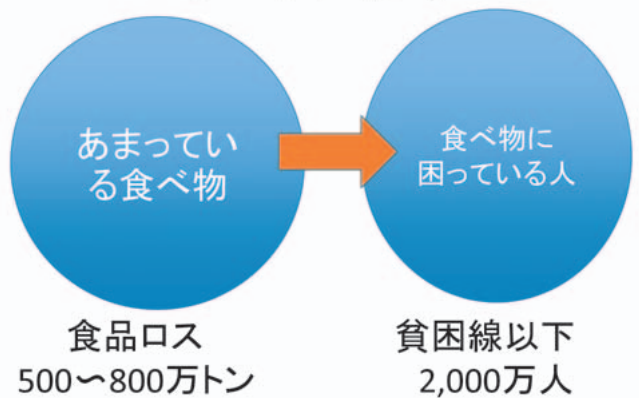 あまってい
る食べ物
食べ物に
困っている人
食品ロス
500〜800万トン
貧困線以下
2,000万人